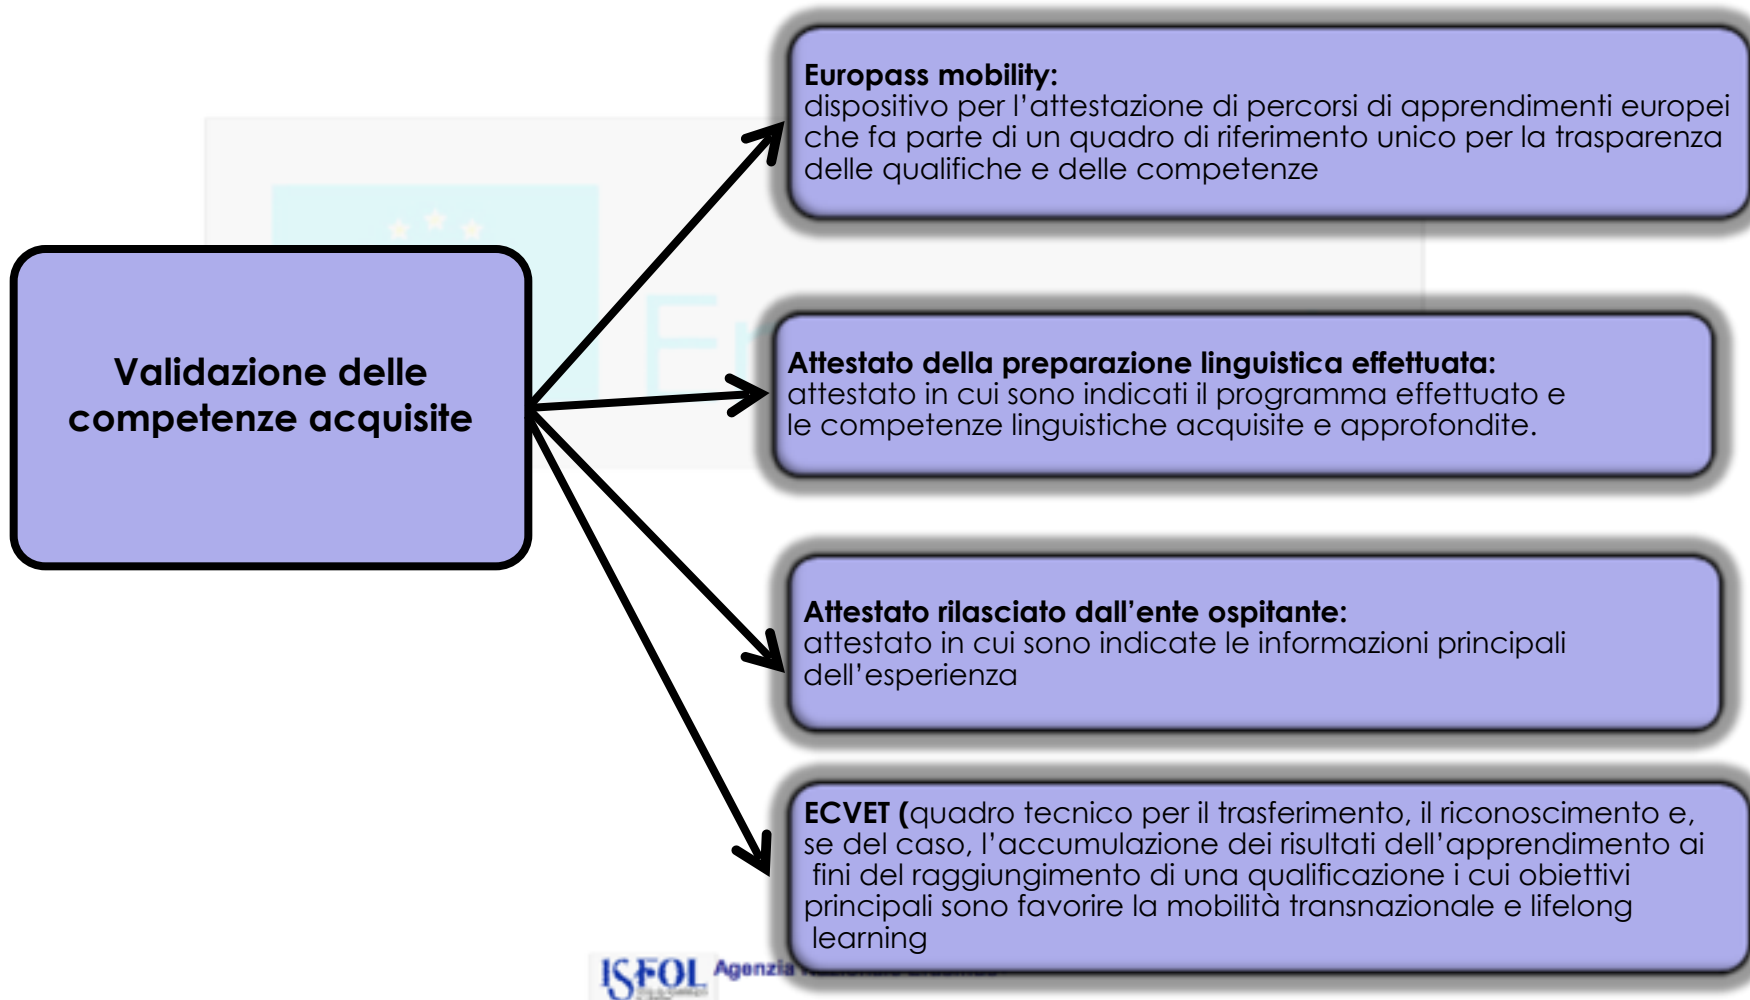 Europass mobility:
dispositivo per l’attestazione di percorsi di apprendimenti europei
che fa parte di un quadro di riferimento unico per la trasparenza
delle qualifiche e delle competenze
Validazione delle
competenze acquisite
Attestato della preparazione linguistica effettuata:
attestato in cui sono indicati il programma effettuato e
le competenze linguistiche acquisite e approfondite.
Attestato rilasciato dall’ente ospitante:
attestato in cui sono indicate le informazioni principali
dell’esperienza
ECVET (quadro tecnico per il trasferimento, il riconoscimento e,
se del caso, l’accumulazione dei risultati dell’apprendimento ai
fini del raggiungimento di una qualificazione i cui obiettivi
principali sono favorire la mobilità transnazionale e lifelong
learning
ISFOL Agenzia